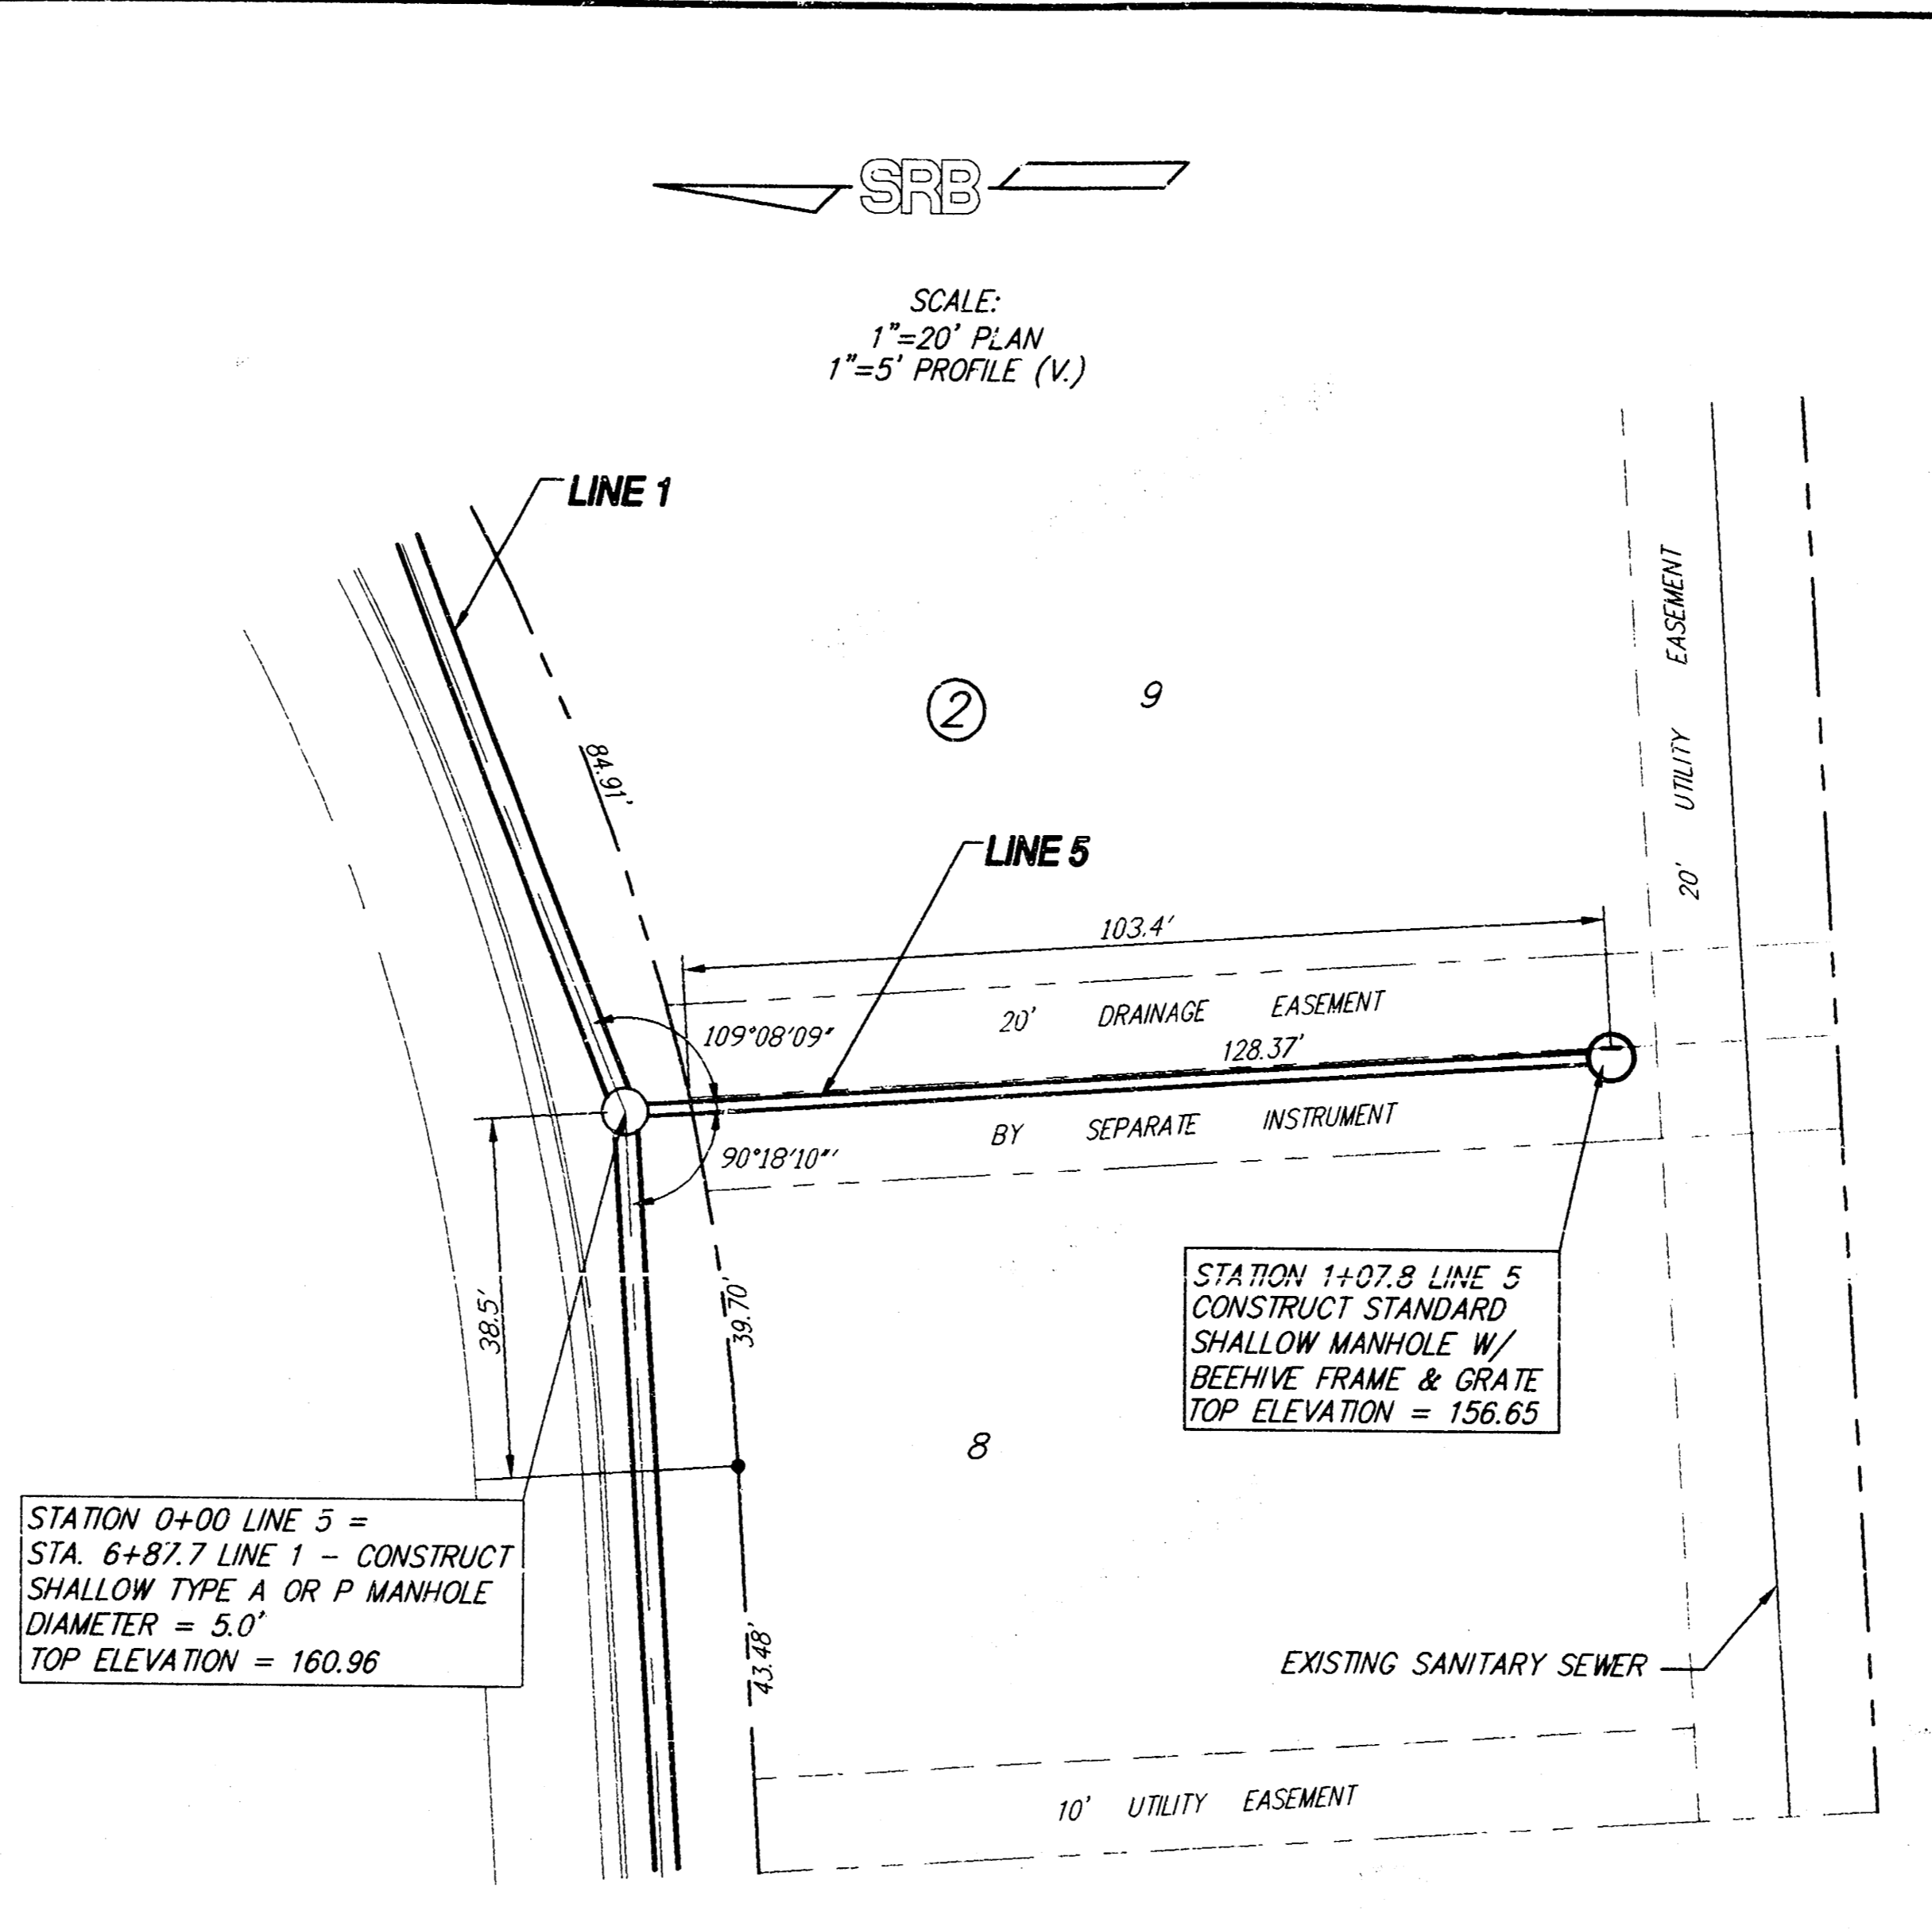 SRB
SCALE:
1"=20' PLAN
1"=5' PROFILE (V.)
LINE 1
84.91'
2
9
LINE 5
103.4'
20' UTILITY EASEMENT
109°08'09"
20' DRAINAGE EASEMENT
128.37'
BY SEPARATE INSTRUMENT
90°18'10"'
38.5'
39.70'
STATION 1+07.8 LINE 5
CONSTRUCT STANDARD
SHALLOW MANHOLE W/
BEEHIVE FRAME & GRATE
TOP ELEVATION = 156.65
8
STATION 0+00 LINE 5 =
STA. 6+87.7 LINE 1 - CONSTRUCT
SHALLOW TYPE A OR P MANHOLE
DIAMETER = 5.0'
TOP ELEVATION = 160.96
43.48'
EXISTING SANITARY SEWER
10' UTILITY EASEMENT